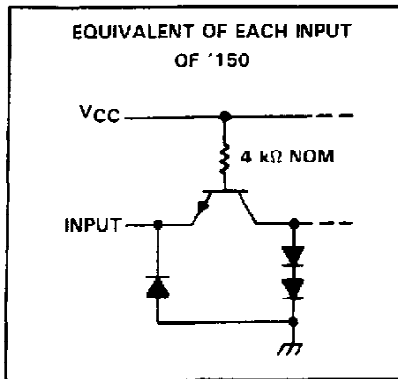 EQUIVALENT OF EACH INPUT
OF '150
VCC
4 kΩ NOM
INPUT